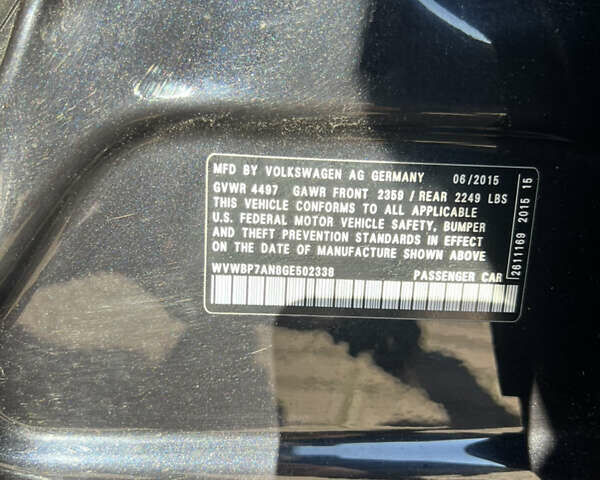 MFD BY VOLKSWAGEN AG GERMANY 06/2015
GVWR 4497 GAWR FRONT 2359 / REAR 2249 LBS
THIS VEHICLE CONFORMS TO ALL APPLICABLE
U.S. FEDERAL MOTOR VEHICLE SAFETY, BUMPER
AND THEFT PREVENTION STANDARDS IN EFFECT
ON THE DATE OF MANUFACTURE SHOWN ABOVE
WVWBP7AN8GE502338 PASSENGER CAR
2611169 2015 15